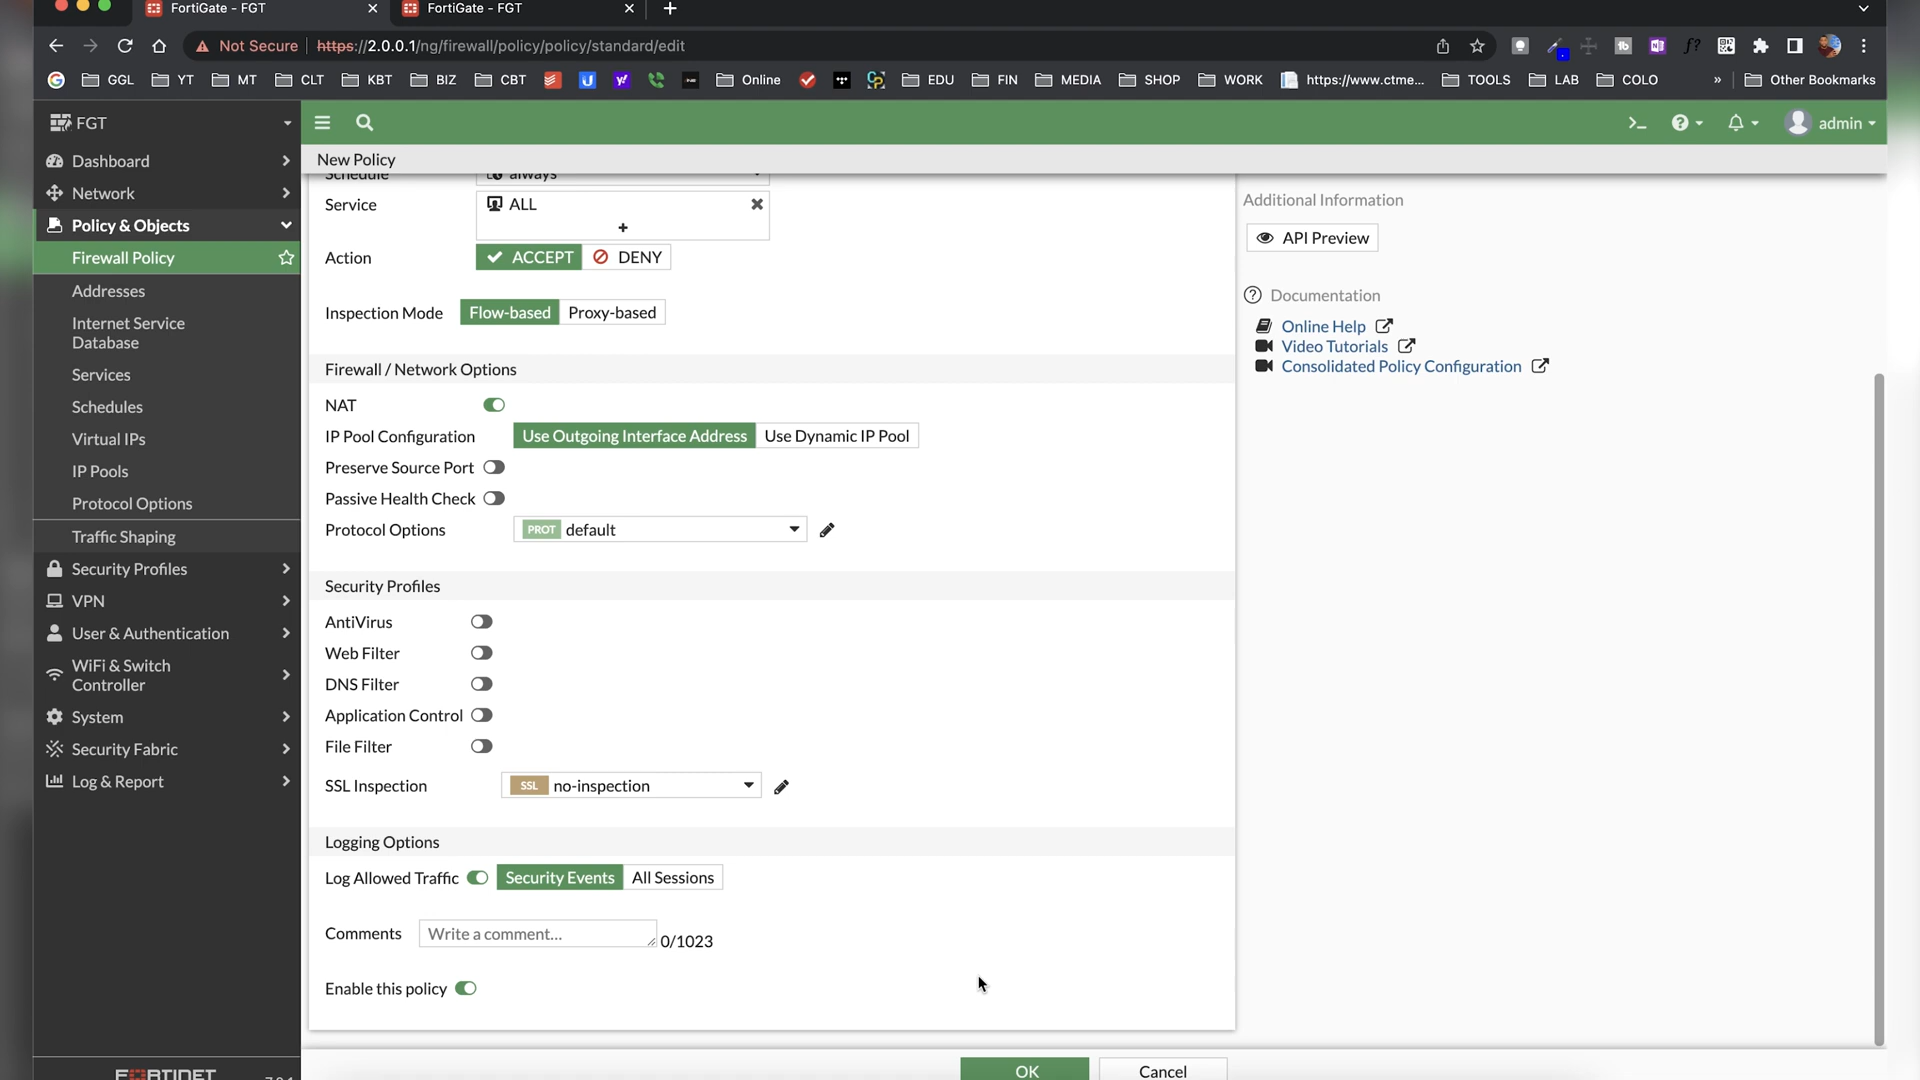 FortiGate - FGT
FortiGate - FGT
Not Secure
https://2.0.0.1/ng/firewall/policy/policy/standard/edit
GGL
YT
MT
CLT
KBT
BIZ
CBT
Online
EDU
FIN
MEDIA
SHOP
WORK
https://www.ctme...
TOOLS
LAB
COLO
»
Other Bookmarks
FGT
admin
Dashboard
Network
Policy & Objects
Firewall Policy
Addresses
Internet Service
Database
Services
Schedules
Virtual IPs
IP Pools
Protocol Options
Traffic Shaping
Security Profiles
VPN
User & Authentication
WiFi & Switch
Controller
System
Security Fabric
Log & Report
FORTINET
New Policy
Schedule always
Service ALL
Action ACCEPT DENY
Inspection Mode Flow-based Proxy-based
Firewall / Network Options
NAT
IP Pool Configuration Use Outgoing Interface Address Use Dynamic IP Pool
Preserve Source Port
Passive Health Check
Protocol Options PROT default
Security Profiles
AntiVirus
Web Filter
DNS Filter
Application Control
File Filter
SSL Inspection SSL no-inspection
Logging Options
Log Allowed Traffic Security Events All Sessions
Comments Write a comment... 0/1023
Enable this policy
OK Cancel
Additional Information
API Preview
Documentation
Online Help
Video Tutorials
Consolidated Policy Configuration